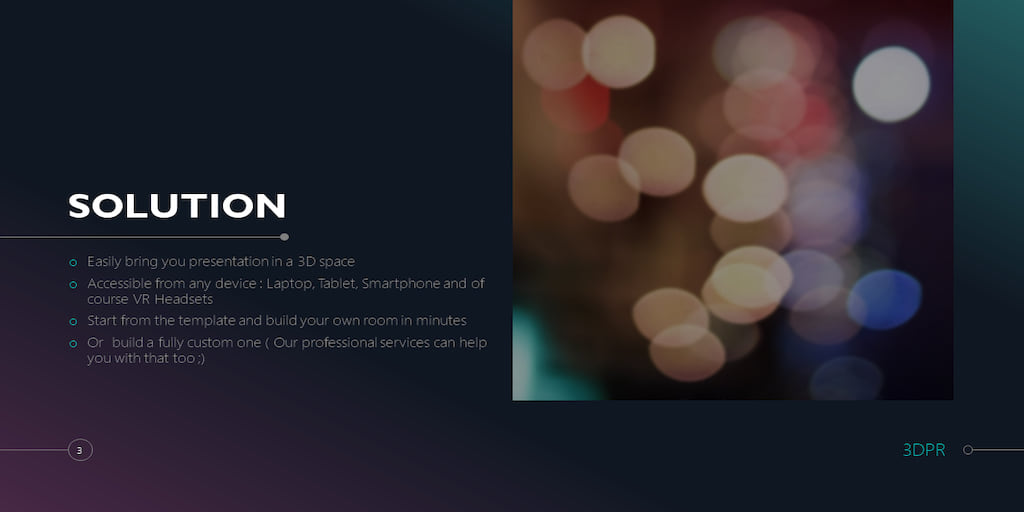 SOLUTION
Easily bring you presentation in a 3D space
Accessible from any device : Laptop, Tablet, Smartphone and of
course VR Headsets
Start from the template and build your own room in minutes
Or  build a fully custom one ( Our professional services can help
you with that too ;)
3
3DPR